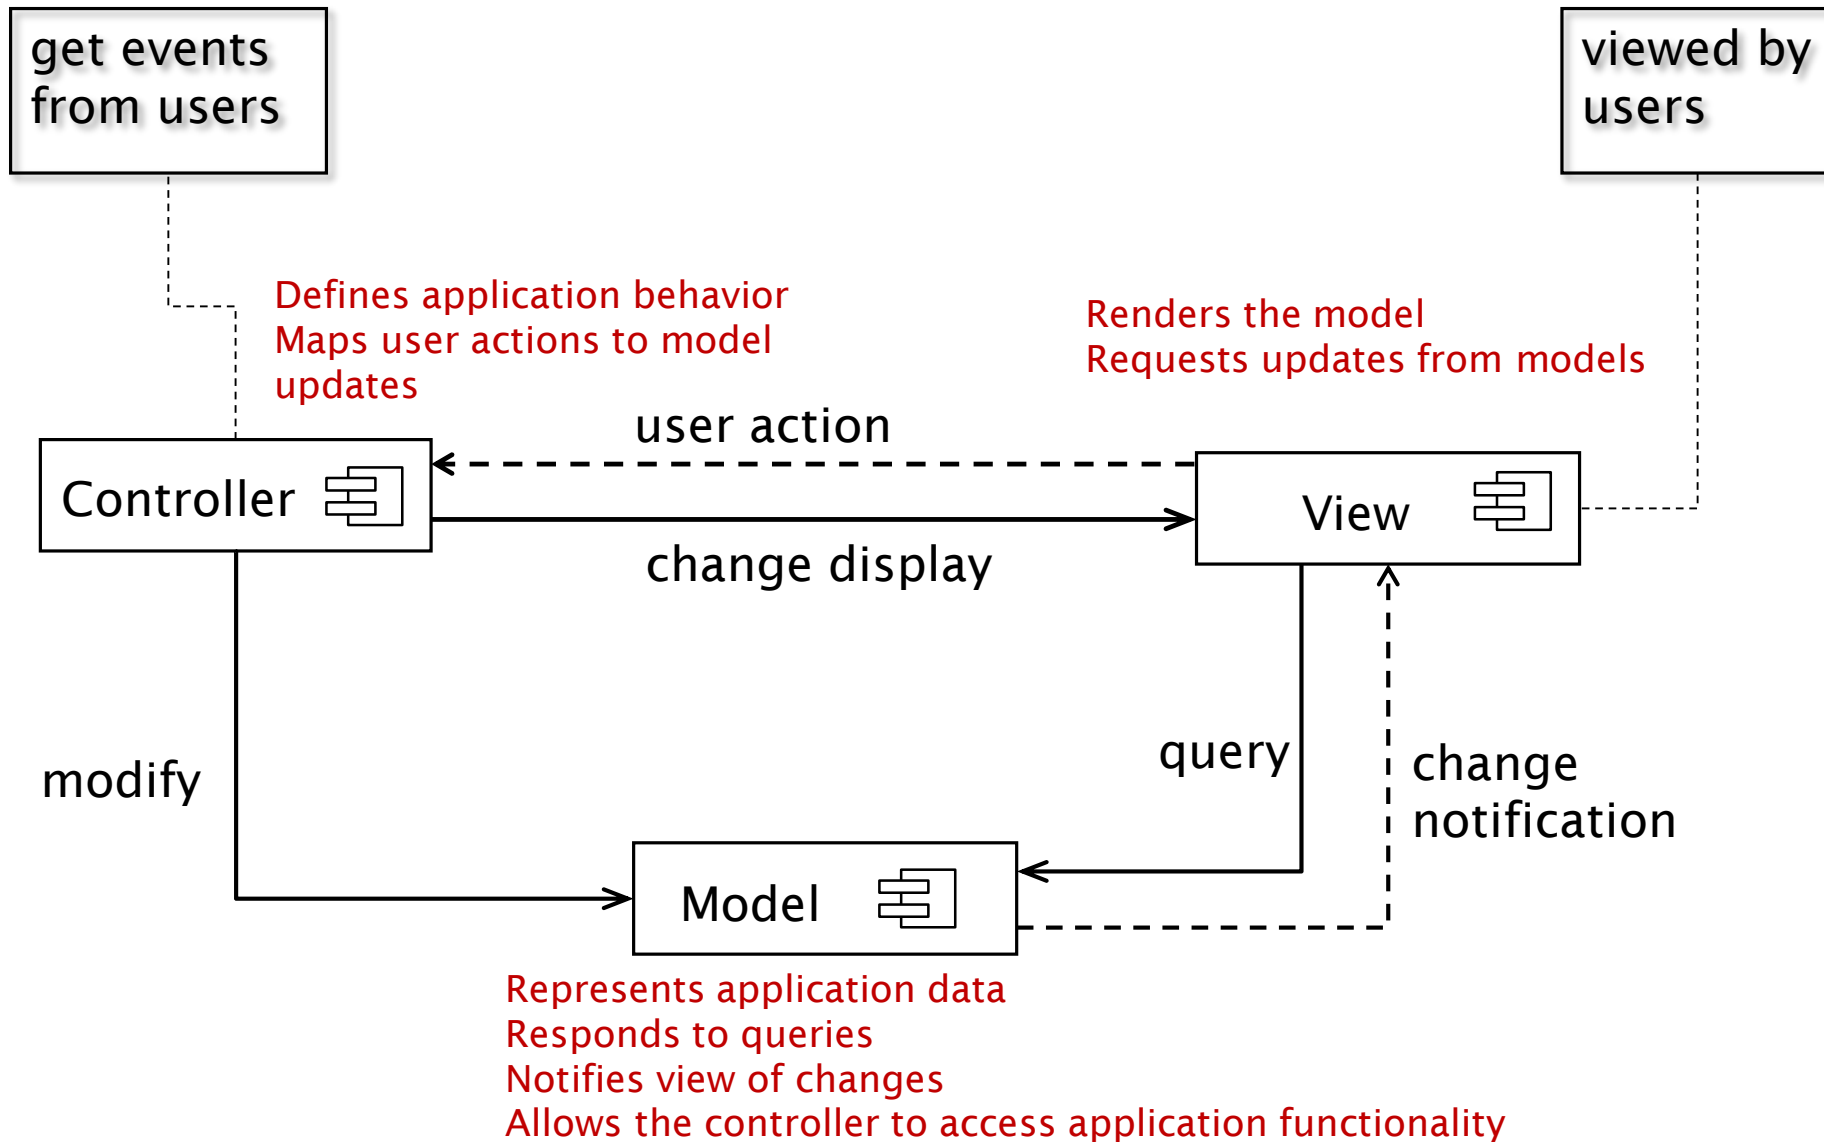 get events
from users
viewed by
users
Defines application behavior
Maps user actions to model
updates
Renders the model
Requests updates from models
user action
Controller
View
change display
modify
query
change
notification
Model
Represents application data
Responds to queries
Notifies view of changes
Allows the controller to access application functionality